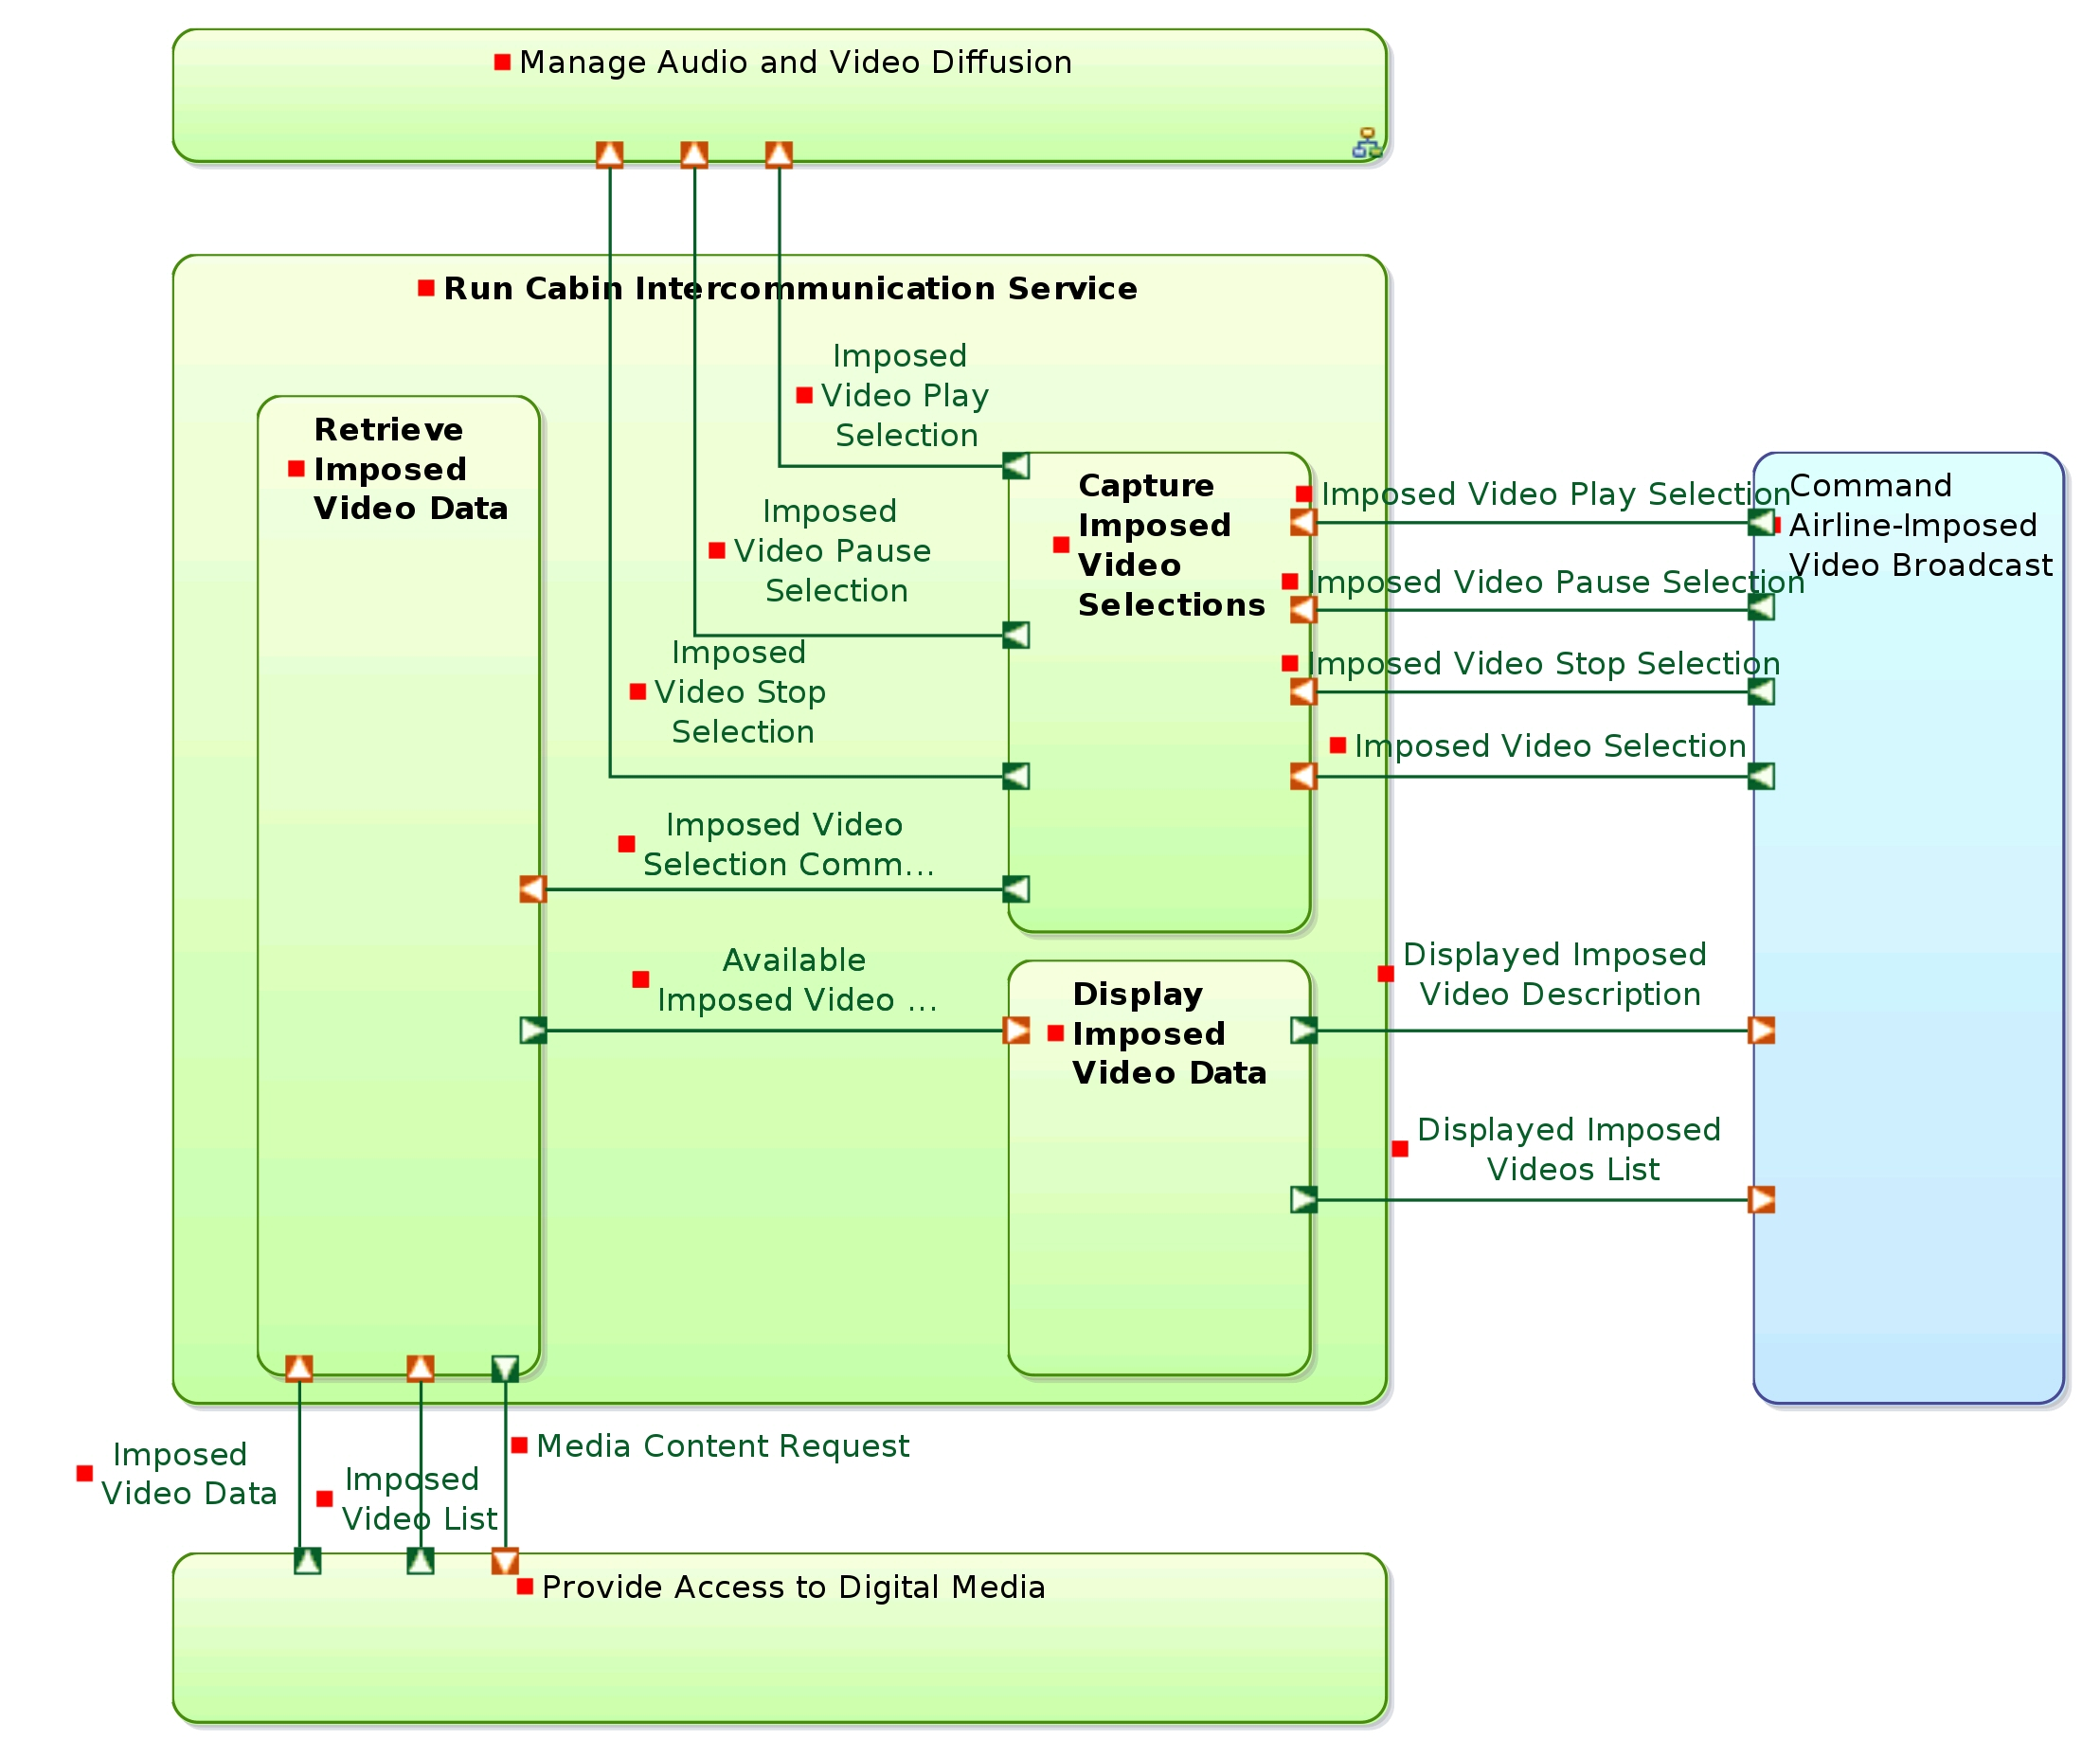 Manage Audio and Video Diffusion
Run Cabin Intercommunication Service
Imposed
Video Play
Selection
Retrieve
Imposed
Video Data
Imposed
Video Pause
Selection
Capture
Imposed
Video
Selections
Imposed Video Play Selection
Command
Airline-Imposed
Video Broadcast
Imposed Video Pause Selection
Imposed
Video Stop
Selection
Imposed Video Stop Selection
Imposed Video Selection
Imposed Video
Selection Comm...
Available
Imposed Video ...
Display
Imposed
Video Data
Displayed Imposed
Video Description
Displayed Imposed
Videos List
Imposed
Video Data
Imposed
Video List
Media Content Request
Provide Access to Digital Media